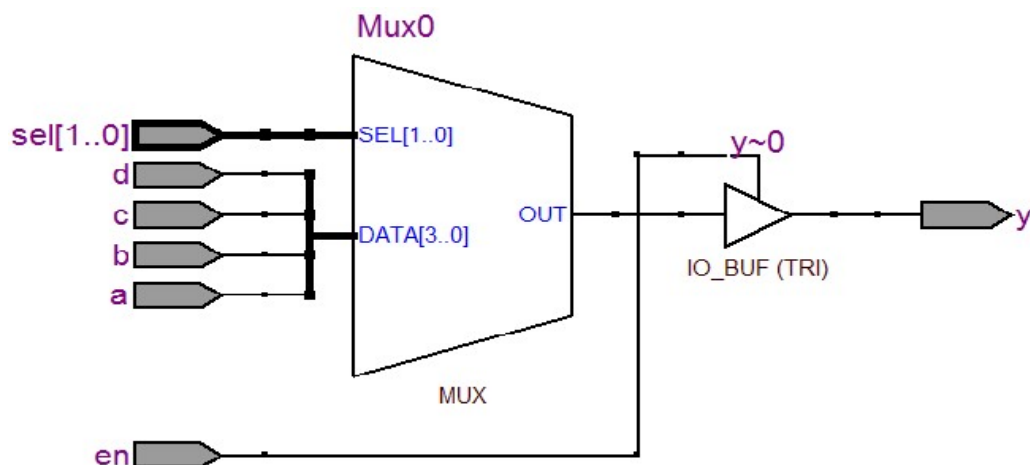 Mux0
sel[1..0]
SEL[1..0]
d
c
b
a
DATA[3..0]
OUT
y~0
y
IO_BUF (TRI)
MUX
en